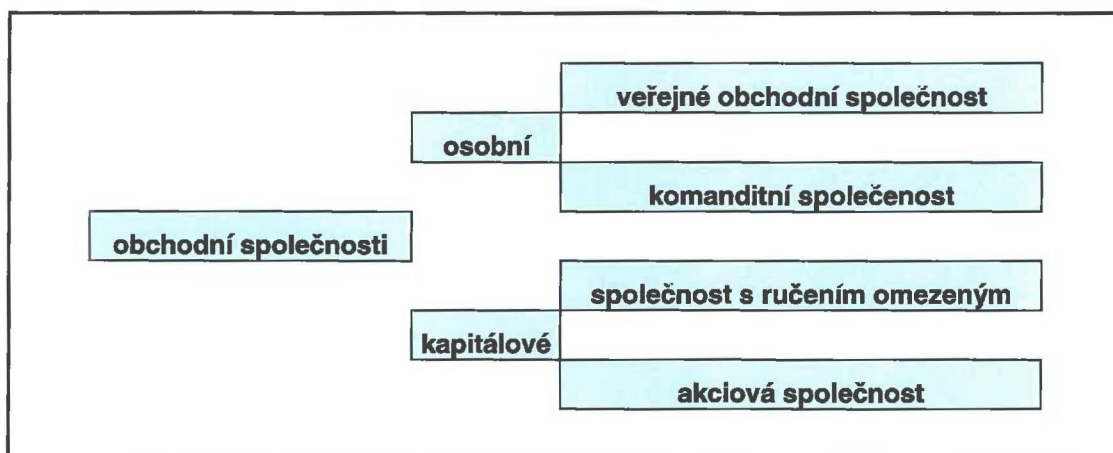 veřejné obchodní společnost
osobní
komanditní společenost
obchodní společnosti
společnost s ručením omezeným
kapitálové
akciová společnost